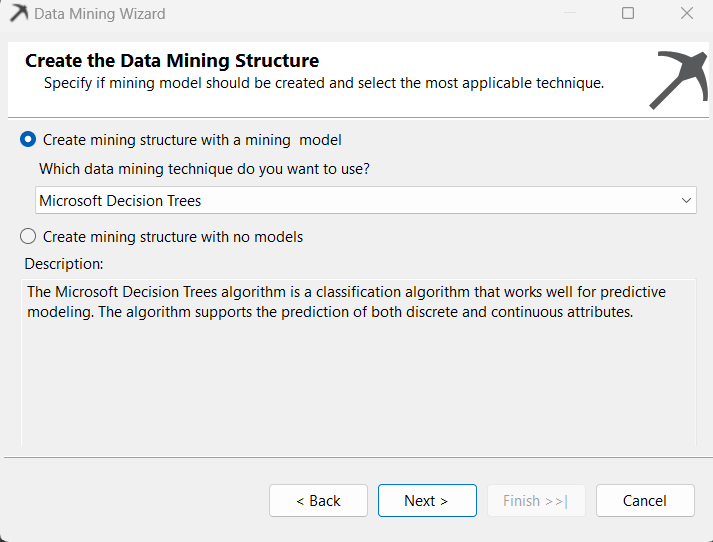 Data Mining Wizard
Create the Data Mining Structure
Specify if mining model should be created and select the most applicable technique.
Create mining structure with a mining  model
Which data mining technique do you want to use?
Microsoft Decision Trees
Create mining structure with no models
Description:
The Microsoft Decision Trees algorithm is a classification algorithm that works well for predictive
modeling. The algorithm supports the prediction of both discrete and continuous attributes.
< Back
Next >
Finish >>|
Cancel